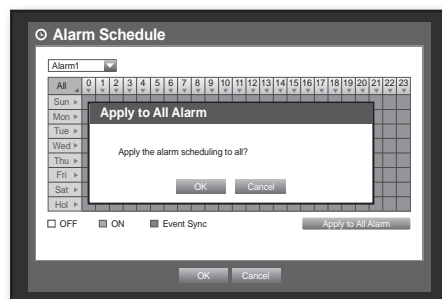 Alarm Schedule
Alarm1
All 0 1 2 3 4 5 6 7 8 9 10 11 12 13 14 15 16 17 18 19 20 21 22 23
Sun
Mon
Apply to All Alarm
Tue
Wed
Apply the alarm scheduling to all?
Thu
Fri
OK Cancel
Sat
Hol
OFF ON Event Sync Apply to All Alarm
OK Cancel